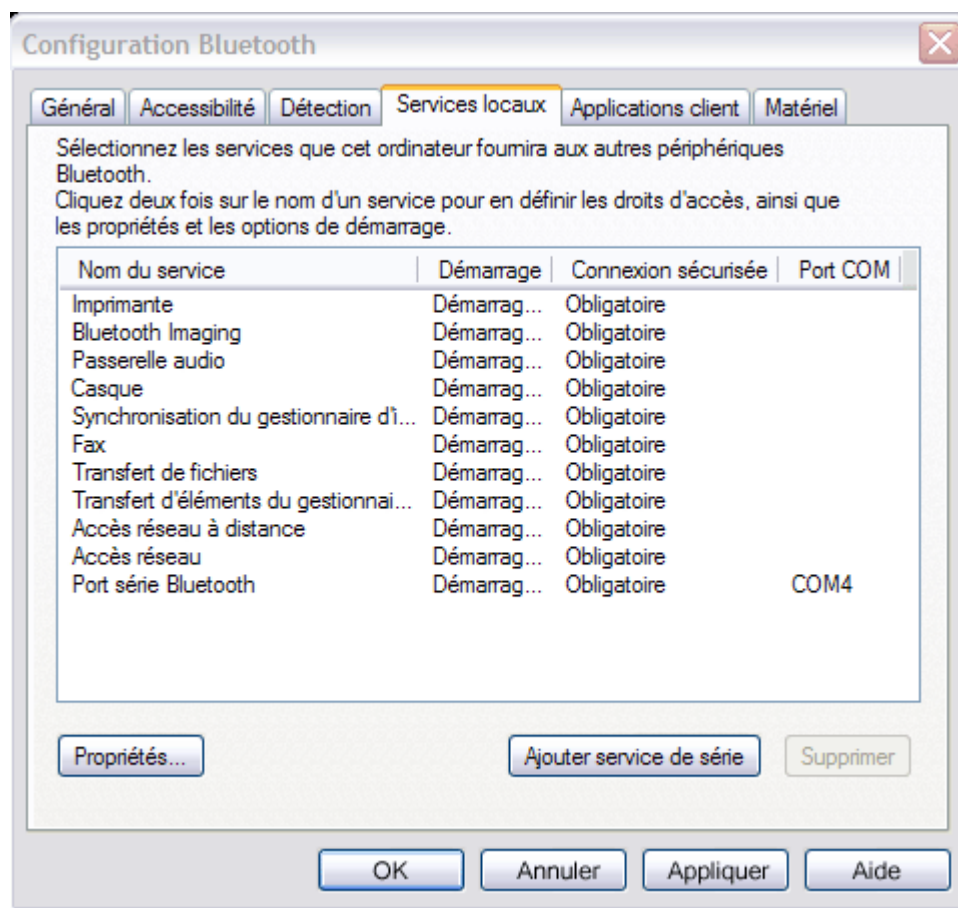 Configuration Bluetooth
Général Accessibilité Détection Services locaux Applications client Matériel
Sélectionnez les services que cet ordinateur fournira aux autres périphériques
Bluetooth.
Cliquez deux fois sur le nom d'un service pour en définir les droits d'accès, ainsi que
les propriétés et les options de démarrage.
Nom du service Démarrage Connexion sécurisée Port COM
Imprimante Démarrag... Obligatoire
Bluetooth Imaging Démarrag... Obligatoire
Passerelle audio Démarrag... Obligatoire
Casque Démarrag... Obligatoire
Synchronisation du gestionnaire d'i... Démarrag... Obligatoire
Fax Démarrag... Obligatoire
Transfert de fichiers Démarrag... Obligatoire
Transfert d'éléments du gestionnai... Démarrag... Obligatoire
Accès réseau à distance Démarrag... Obligatoire
Accès réseau Démarrag... Obligatoire
Port série Bluetooth Démarrag... Obligatoire COM4
Propriétés... Ajouter service de série Supprimer
OK Annuler Appliquer Aide